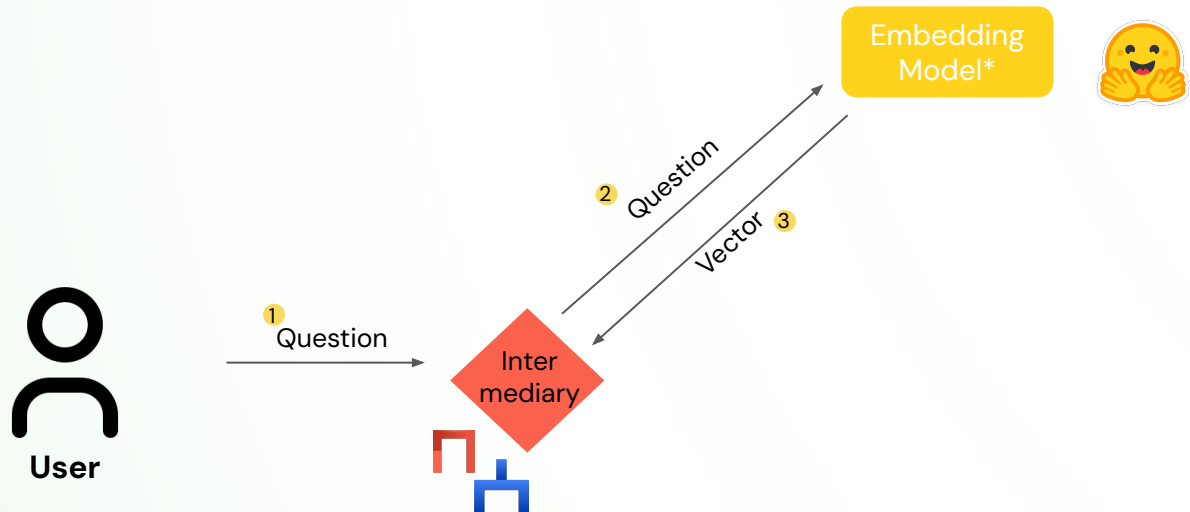 Embedding
Model*
2
Question
Vector
3
1
Question
Inter
mediary
User